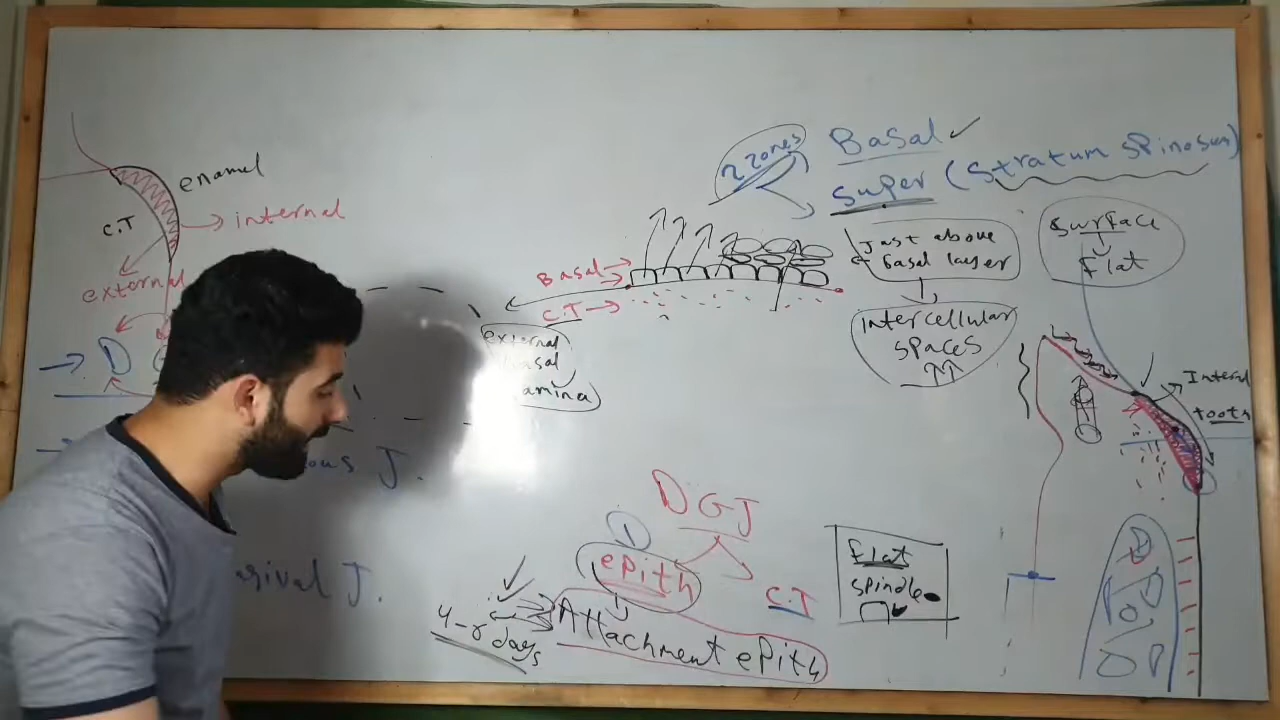 enamel
C.T
internal
external
D
J.
J.
2 zones
Basal ✓
super (stratum spinosum)
Just above
basal layer
Intercellular
spaces
↑↑
surface
flat
Basal →
C.T →
external
basal
lamina
Internal
tooth
DGJ
1
epith
C.T
Attachment epith
4-6 days
flat
spindle